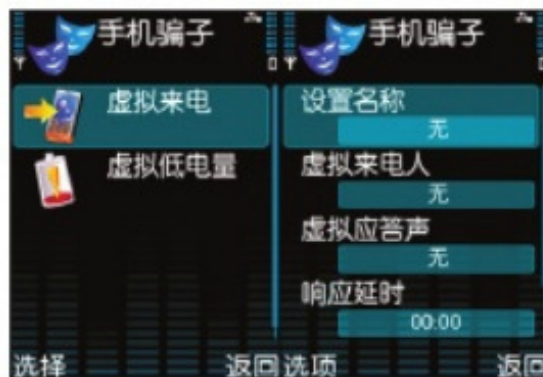 手机骗子
虚拟来电
虚拟低电量
选择 返回
手机骗子
设置名称
无
虚拟来电人
无
虚拟应答声
无
响应延时
00:00
选项 返回